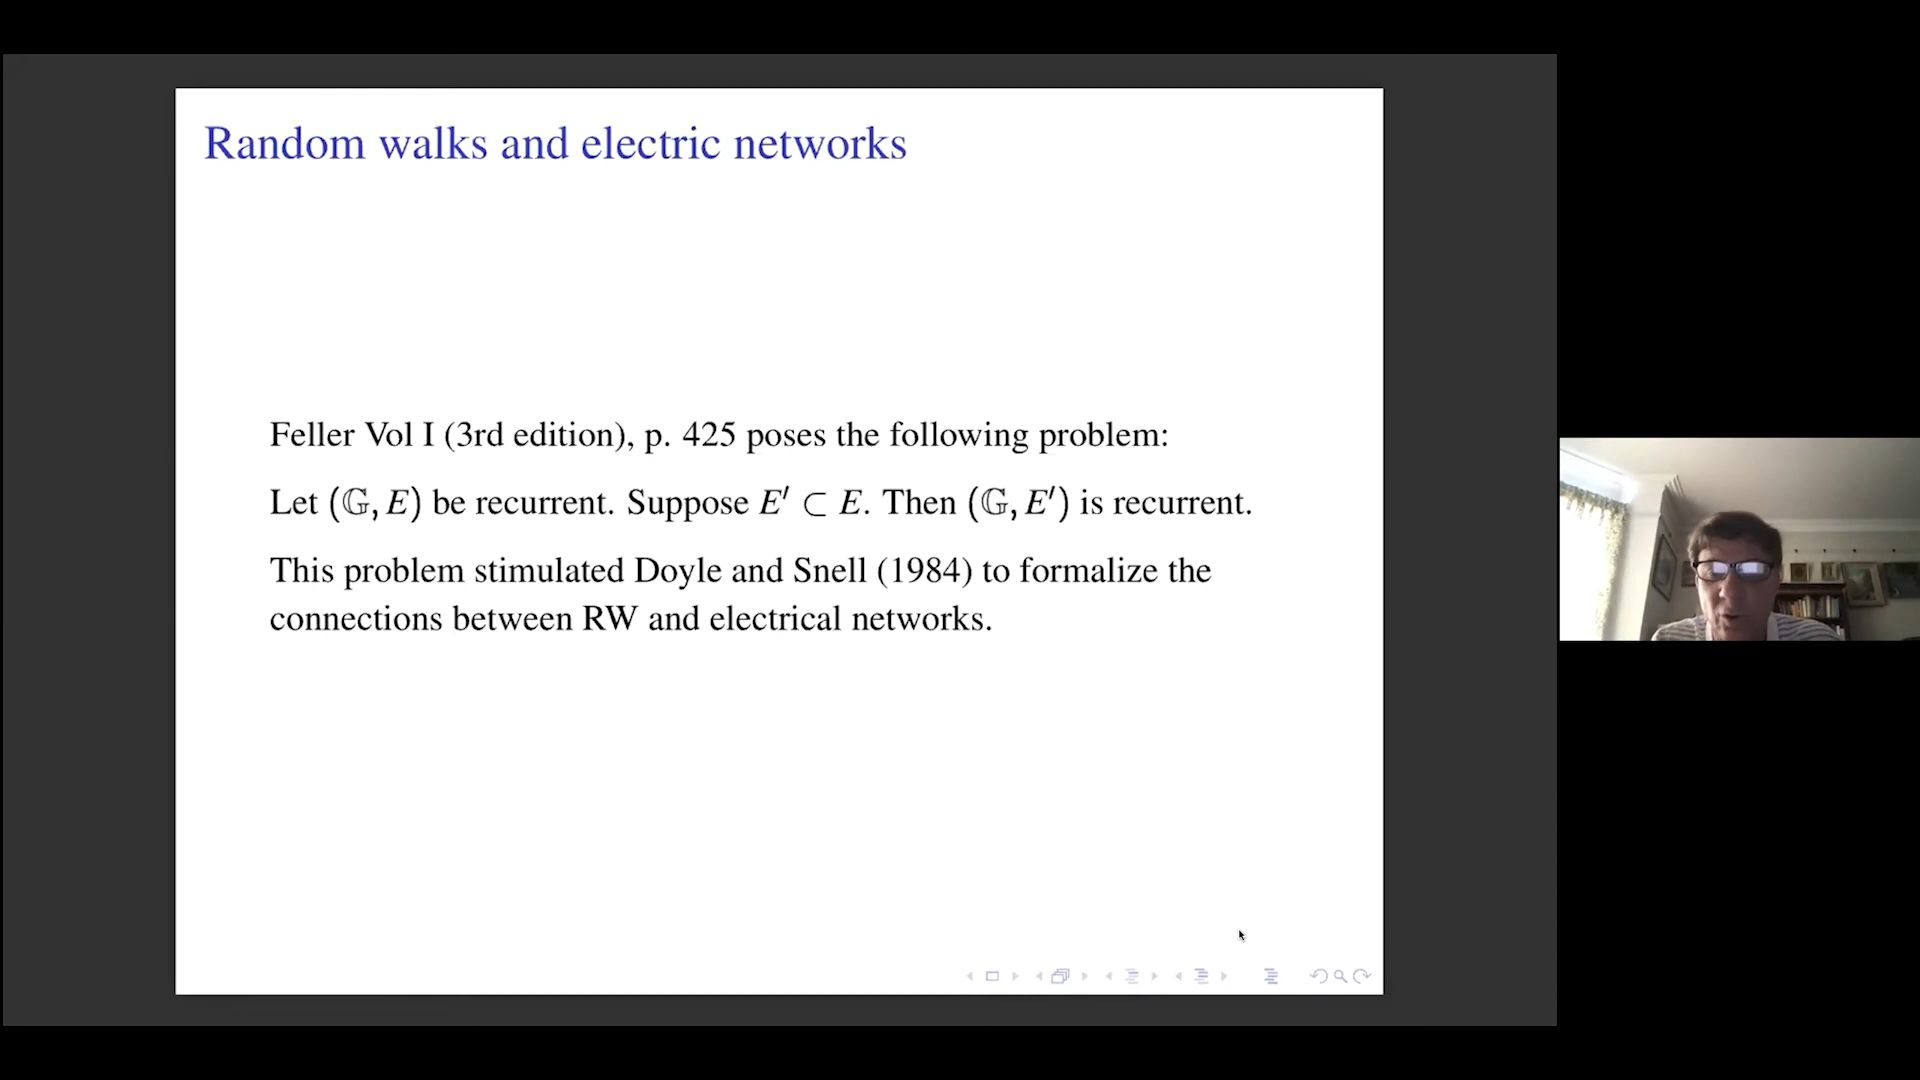 Random walks and electric networks
Feller Vol I (3rd edition), p. 425 poses the following problem:
Let (𝔾, E) be recurrent. Suppose E′ ⊂ E. Then (𝔾, E′) is recurrent.
This problem stimulated Doyle and Snell (1984) to formalize the
connections between RW and electrical networks.